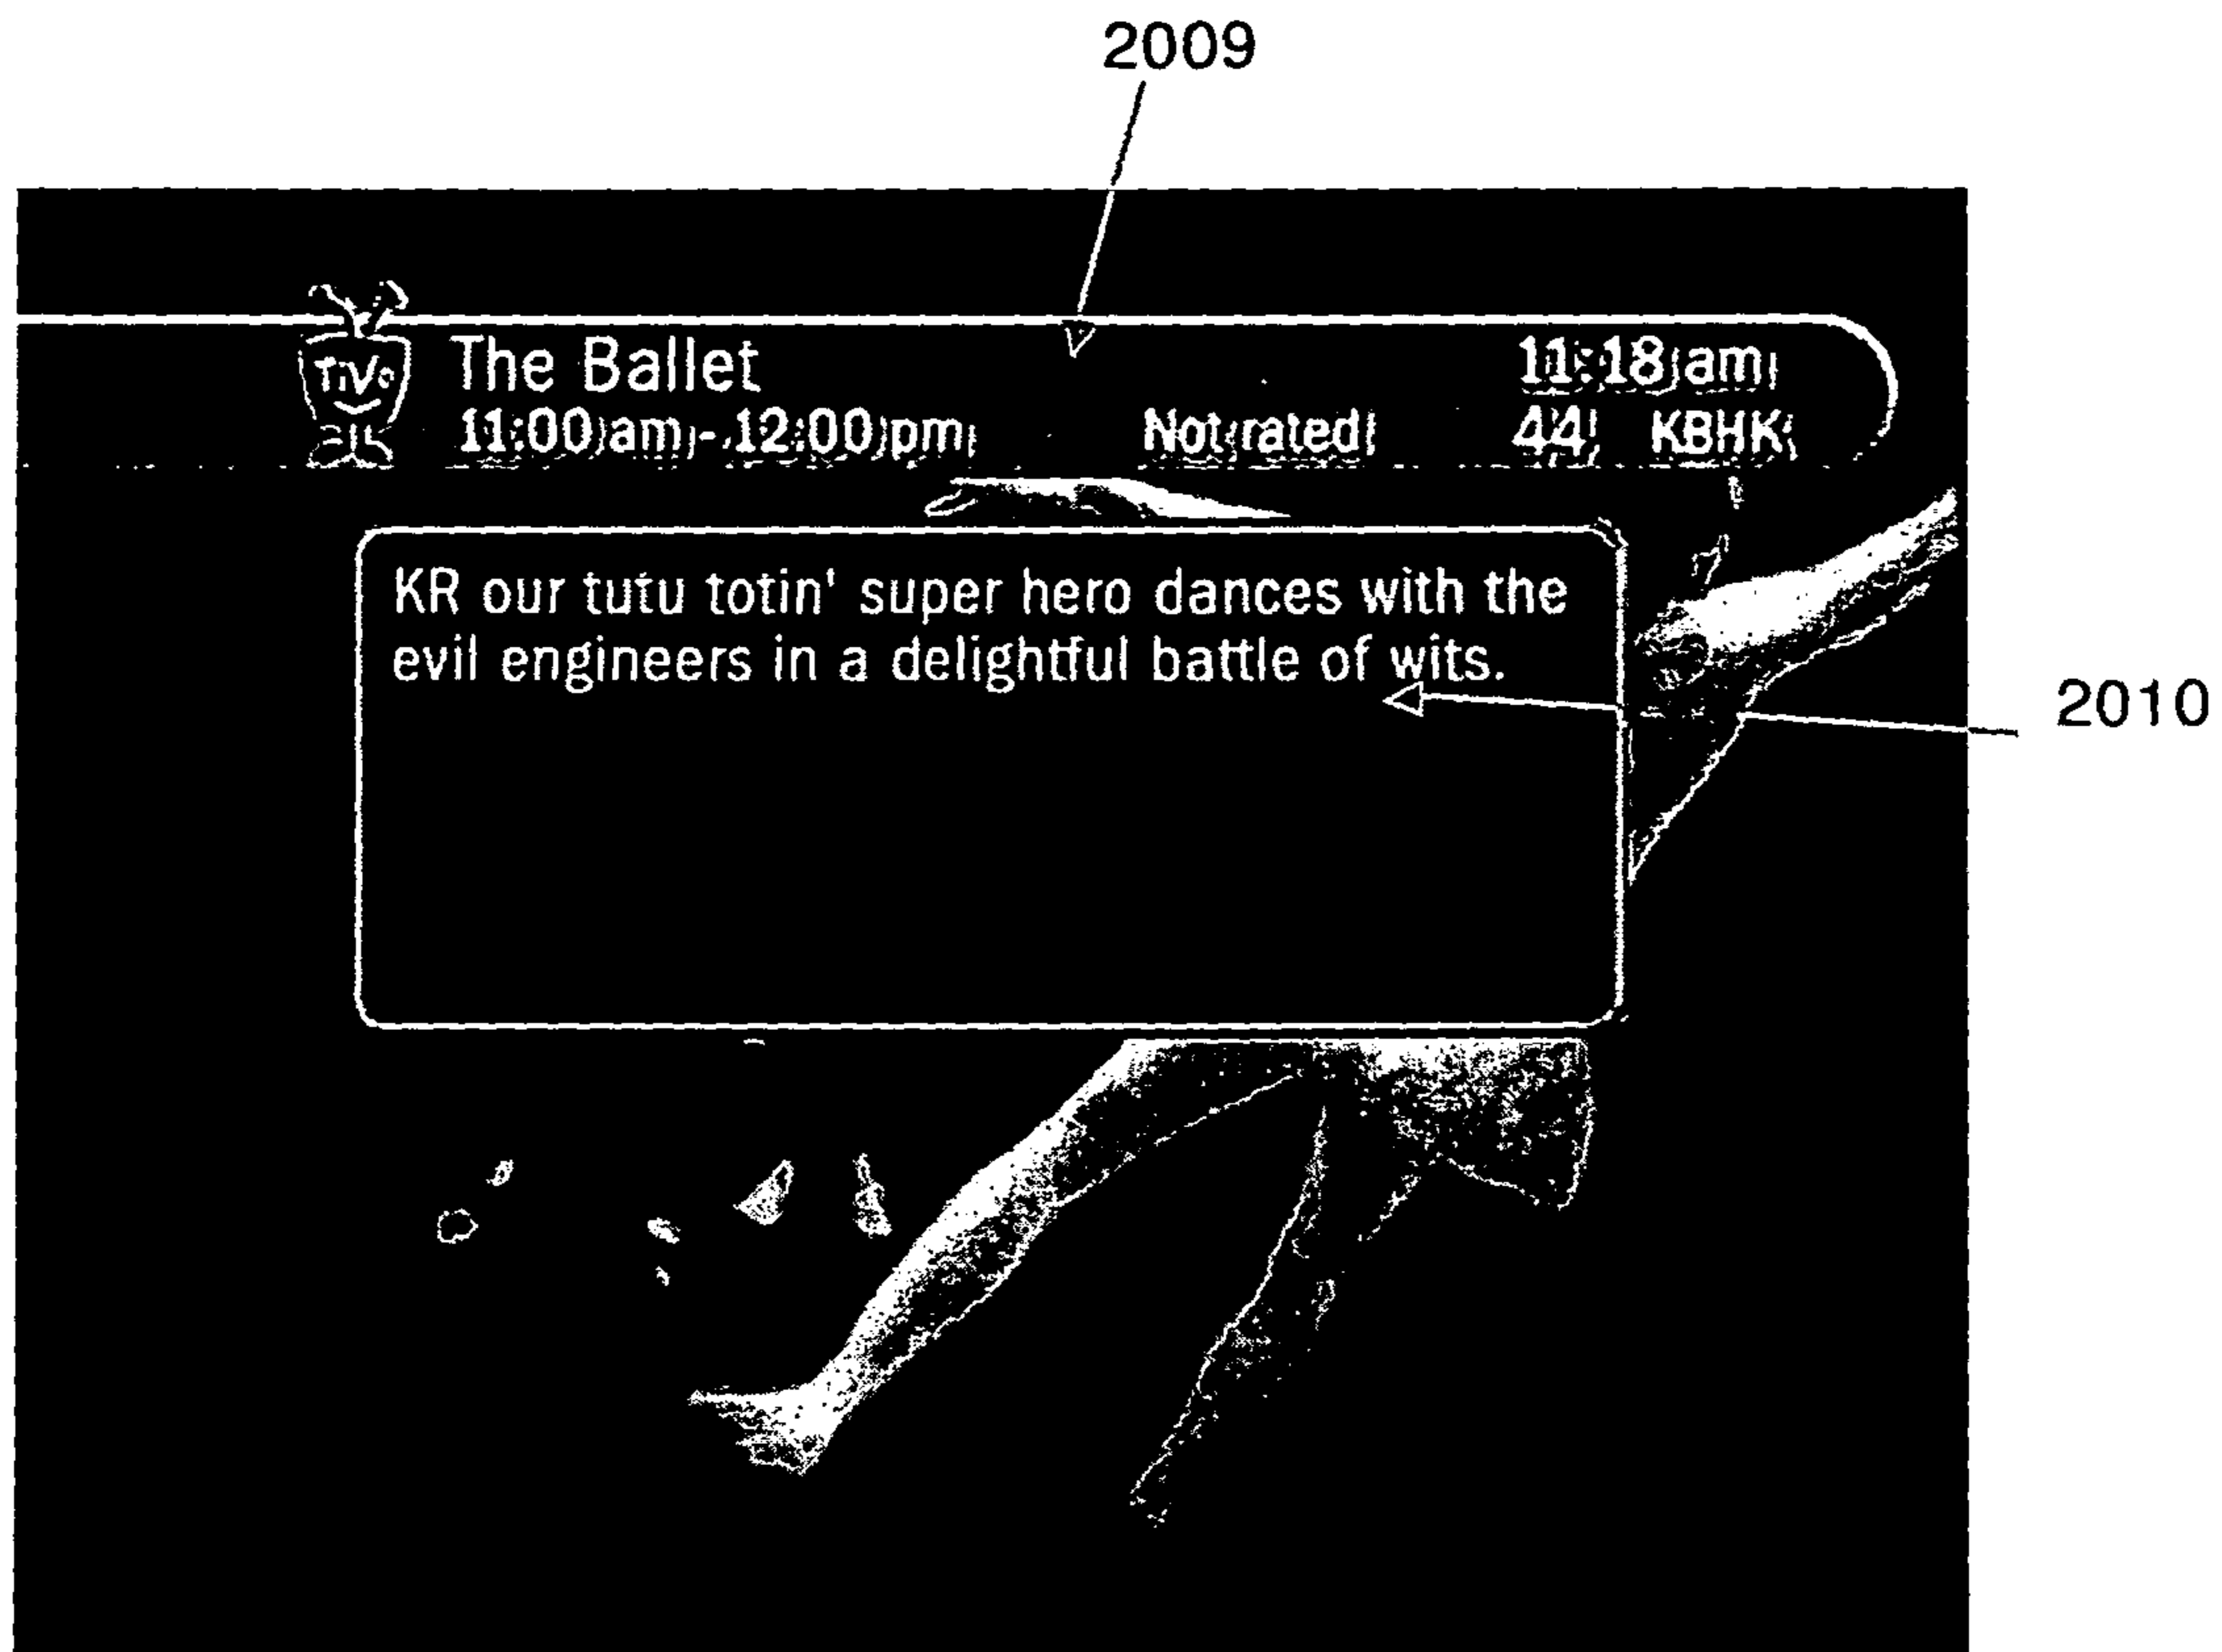 2009
TiVo The Ballet 11:18 am
11:00 am - 12:00 pm Not rated 44 KBHK
KR our tutu totin' super hero dances with the
evil engineers in a delightful battle of wits.
2010